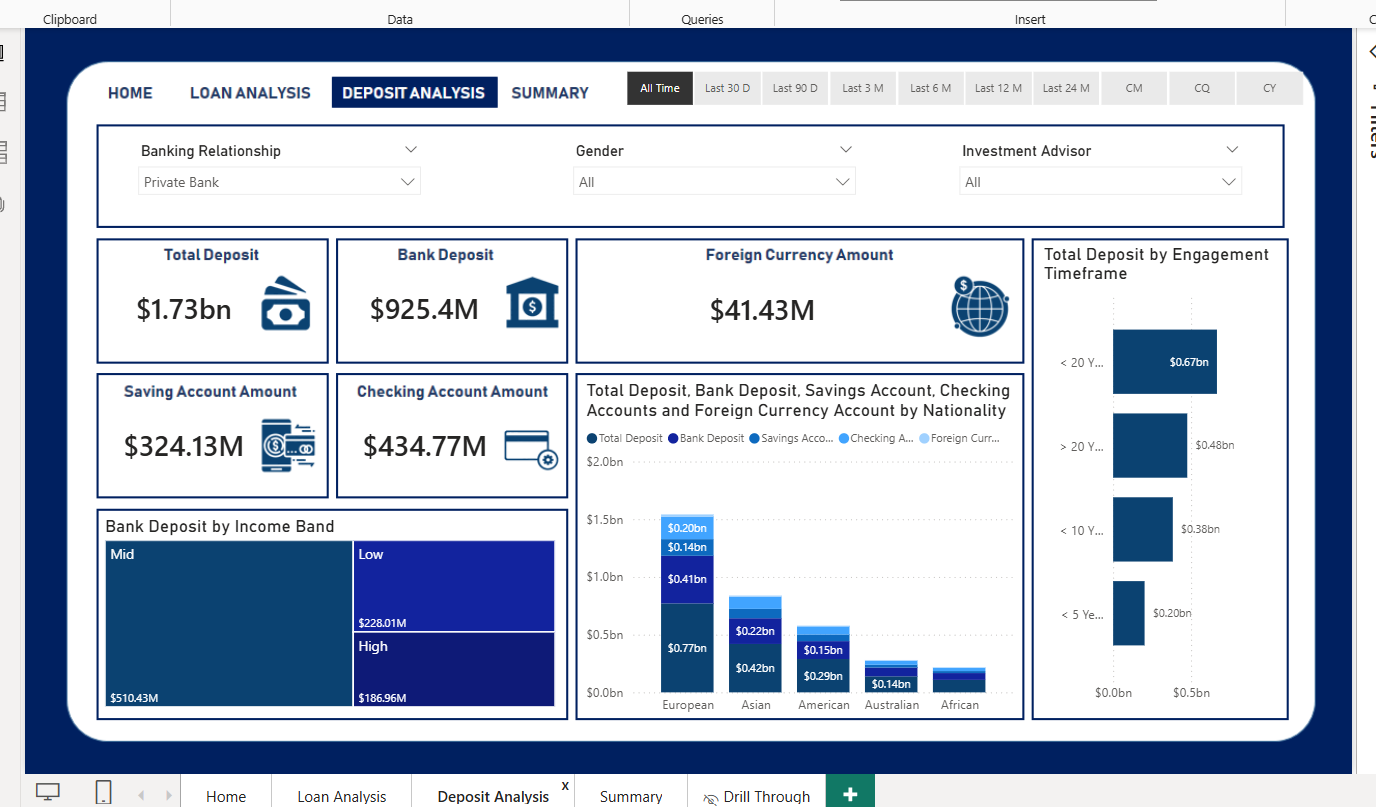 Clipboard
Data
Queries
Insert
HOME
LOAN ANALYSIS
DEPOSIT ANALYSIS
SUMMARY
All Time
Last 30 D
Last 90 D
Last 3 M
Last 6 M
Last 12 M
Last 24 M
CM
CQ
CY
Banking Relationship
Private Bank
Gender
All
Investment Advisor
All
Total Deposit
$1.73bn
Bank Deposit
$925.4M
Foreign Currency Amount
$41.43M
Saving Account Amount
$324.13M
Checking Account Amount
$434.77M
Bank Deposit by Income Band
Mid
$510.43M
Low
$228.01M
High
$186.96M
Total Deposit, Bank Deposit, Savings Account, Checking
Accounts and Foreign Currency Account by Nationality
Total Deposit
Bank Deposit
Savings Acco...
Checking A...
Foreign Curr...
$2.0bn
$1.5bn
$1.0bn
$0.5bn
$0.0bn
$0.20bn
$0.14bn
$0.41bn
$0.77bn
$0.22bn
$0.42bn
$0.15bn
$0.29bn
$0.14bn
European
Asian
American
Australian
African
Total Deposit by Engagement
Timeframe
< 20 Y...
$0.67bn
> 20 Y...
$0.48bn
< 10 Y...
$0.38bn
< 5 Ye...
$0.20bn
$0.0bn
$0.5bn
Home
Loan Analysis
Deposit Analysis
X
Summary
Drill Through
+